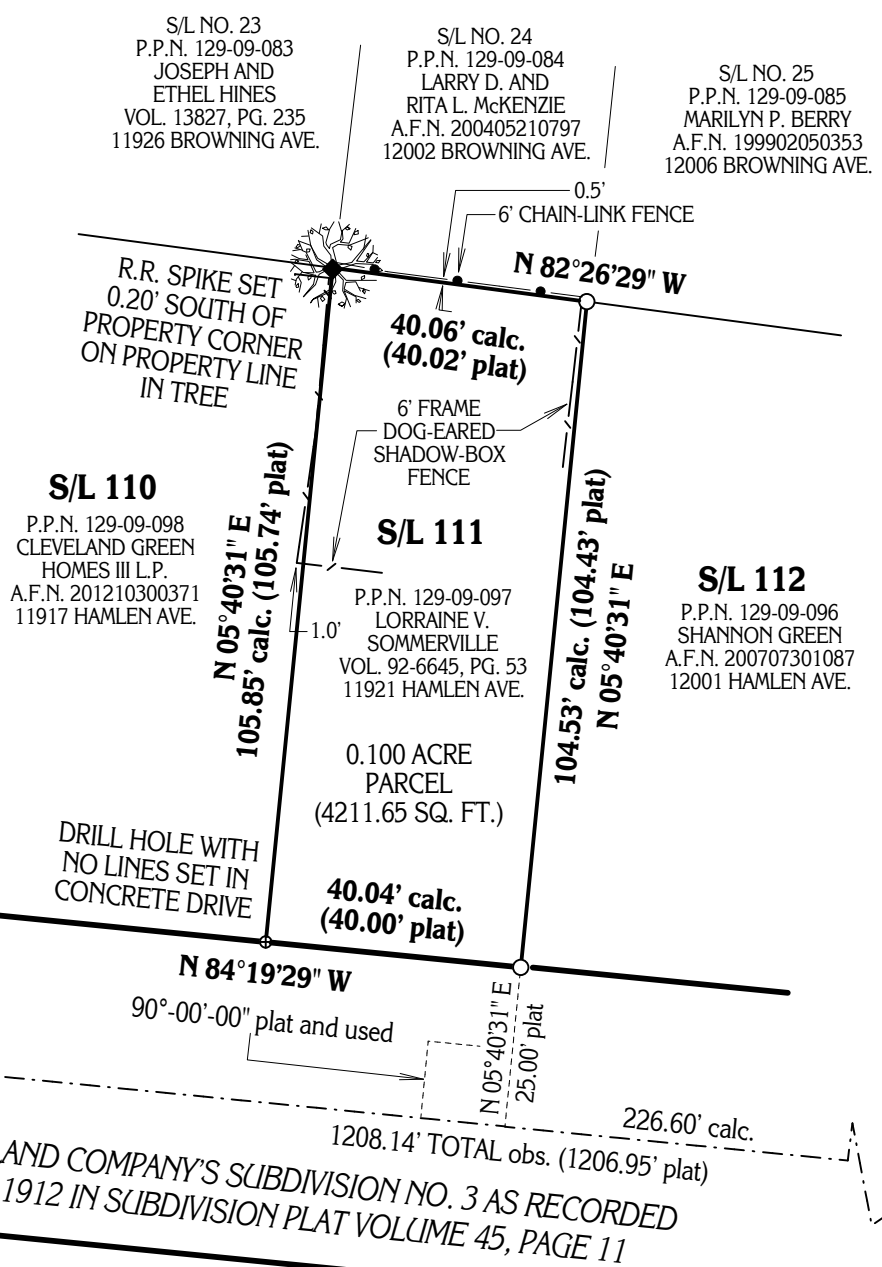 S/L NO. 23
P.P.N. 129-09-083
JOSEPH AND
ETHEL HINES
VOL. 13827, PG. 235
11926 BROWNING AVE.
S/L NO. 24
P.P.N. 129-09-084
LARRY D. AND
RITA L. McKENZIE
A.F.N. 200405210797
12002 BROWNING AVE.
S/L NO. 25
P.P.N. 129-09-085
MARILYN P. BERRY
A.F.N. 199902050353
12006 BROWNING AVE.
0.5'
6' CHAIN-LINK FENCE
N 82°26'29" W
R.R. SPIKE SET
0.20' SOUTH OF
PROPERTY CORNER
ON PROPERTY LINE
IN TREE
40.06' calc.
(40.02' plat)
6' FRAME
DOG-EARED
SHADOW-BOX
FENCE
S/L 110
P.P.N. 129-09-098
CLEVELAND GREEN
HOMES III L.P.
A.F.N. 201210300371
11917 HAMLEN AVE.
N 05°40'31" E
105.85' calc. (105.74' plat)
1.0'
S/L 111
P.P.N. 129-09-097
LORRAINE V.
SOMMERVILLE
VOL. 92-6645, PG. 53
11921 HAMLEN AVE.
0.100 ACRE
PARCEL
(4211.65 SQ. FT.)
104.53' calc. (104.43' plat)
N 05°40'31" E
S/L 112
P.P.N. 129-09-096
SHANNON GREEN
A.F.N. 200707301087
12001 HAMLEN AVE.
DRILL HOLE WITH
NO LINES SET IN
CONCRETE DRIVE
40.04' calc.
(40.00' plat)
N 84°19'29" W
90°-00'-00" plat and used
N 05°40'31" E
25.00' plat
226.60' calc.
1208.14' TOTAL obs. (1206.95' plat)
AND COMPANY'S SUBDIVISION NO. 3 AS RECORDED
1912 IN SUBDIVISION PLAT VOLUME 45, PAGE 11